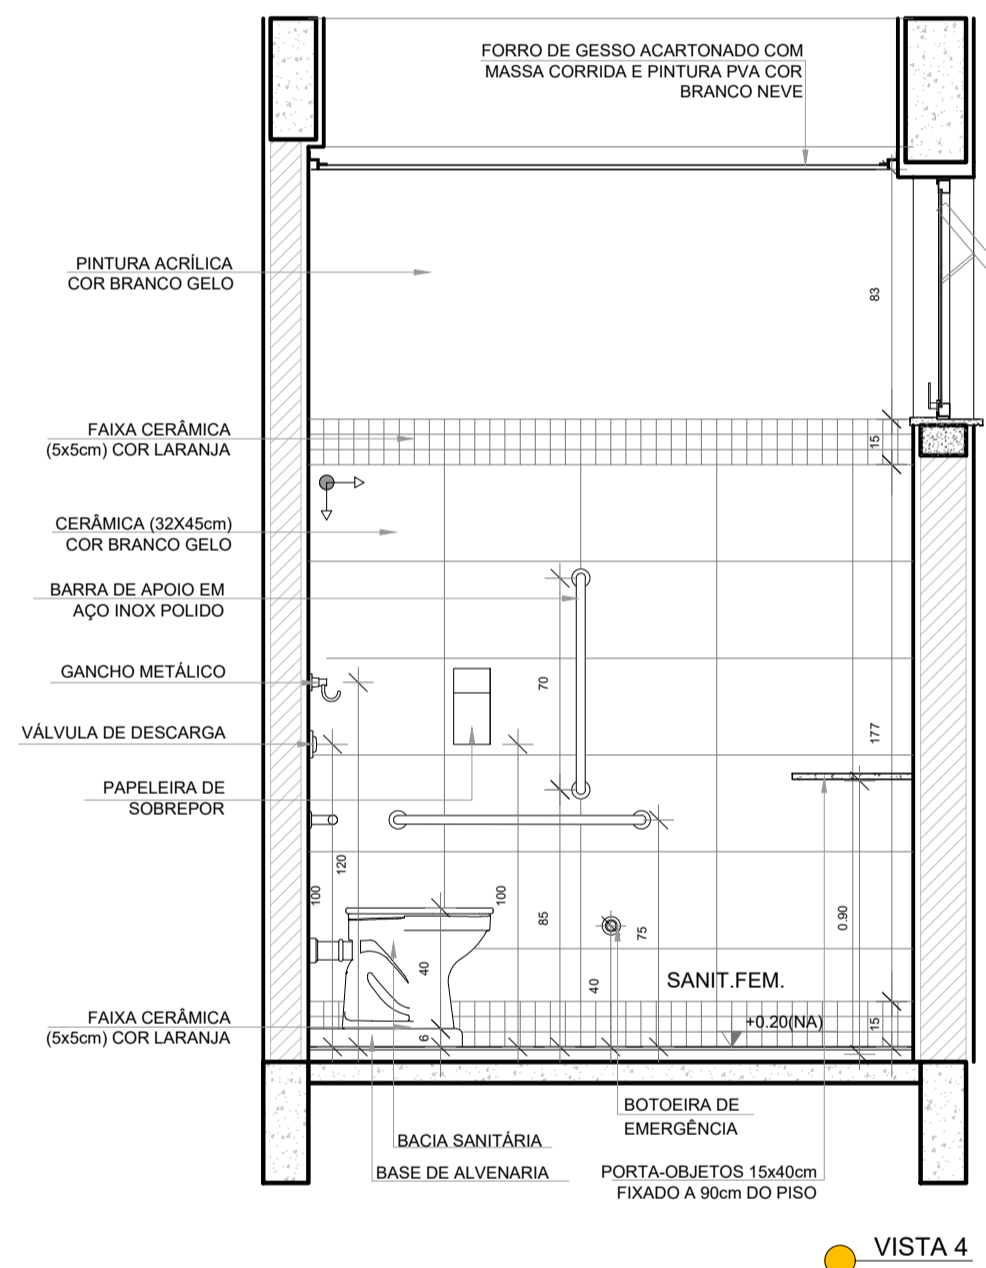 FORRO DE GESSO ACARTONADO COM
MASSA CORRIDA E PINTURA PVA COR
BRANCO NEVE
PINTURA ACRÍLICA
COR BRANCO GELO
83
FAIXA CERÂMICA
(5x5cm) COR LARANJA
15
CERÂMICA (32X45cm)
COR BRANCO GELO
BARRA DE APOIO EM
AÇO INOX POLIDO
GANCHO METÁLICO
70
VÁLVULA DE DESCARGA
177
PAPELEIRA DE
SOBREPOR
120
100
100
85
75
0.90
40
40
SANIT.FEM.
FAIXA CERÂMICA
(5x5cm) COR LARANJA
6
+0.20(NA)
15
BOTOEIRA DE
EMERGÊNCIA
BACIA SANITÁRIA
BASE DE ALVENARIA
PORTA-OBJETOS 15x40cm
FIXADO A 90cm DO PISO
VISTA 4